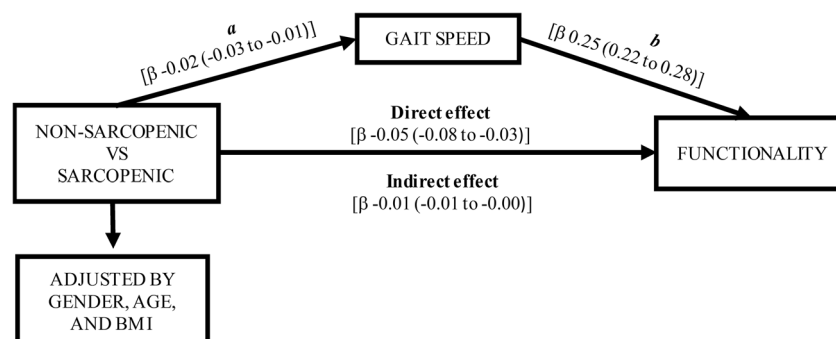 a
[β -0.02 (-0.03 to -0.01)]
GAIT SPEED
b
[β 0.25 (0.22 to 0.28)]
NON-SARCOPENIC
VS
SARCOPENIC
Direct effect
[β -0.05 (-0.08 to -0.03)]
Indirect effect
[β -0.01 (-0.01 to -0.00)]
FUNCTIONALITY
ADJUSTED BY
GENDER, AGE,
AND BMI